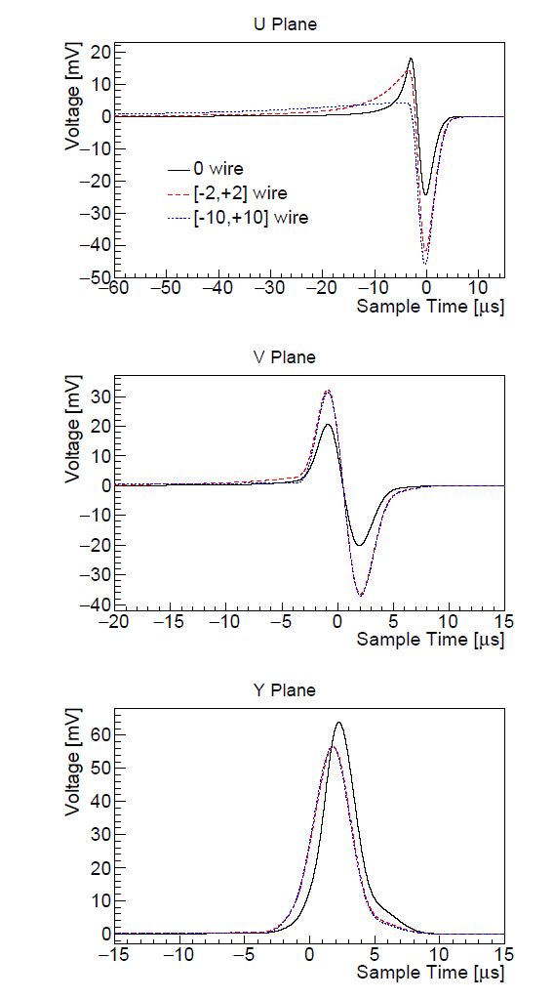 U Plane
Voltage [mV]
20
10
0
−10
−20
−30
−40
−50
0 wire
[-2,+2] wire
[-10,+10] wire
−60 −50 −40 −30 −20 −10 0 10
Sample Time [μs]
V Plane
Voltage [mV]
30
20
10
0
−10
−20
−30
−40
−20 −15 −10 −5 0 5 10 15
Sample Time [μs]
Y Plane
Voltage [mV]
60
50
40
30
20
10
0
−15 −10 −5 0 5 10 15
Sample Time [μs]